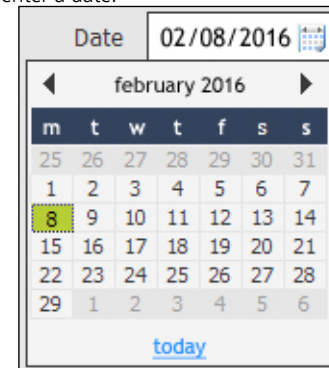 enter a date.
Date 02/08/2016
february 2016
m t w t f s s
25 26 27 28 29 30 31
1 2 3 4 5 6 7
8 9 10 11 12 13 14
15 16 17 18 19 20 21
22 23 24 25 26 27 28
29 1 2 3 4 5 6
today